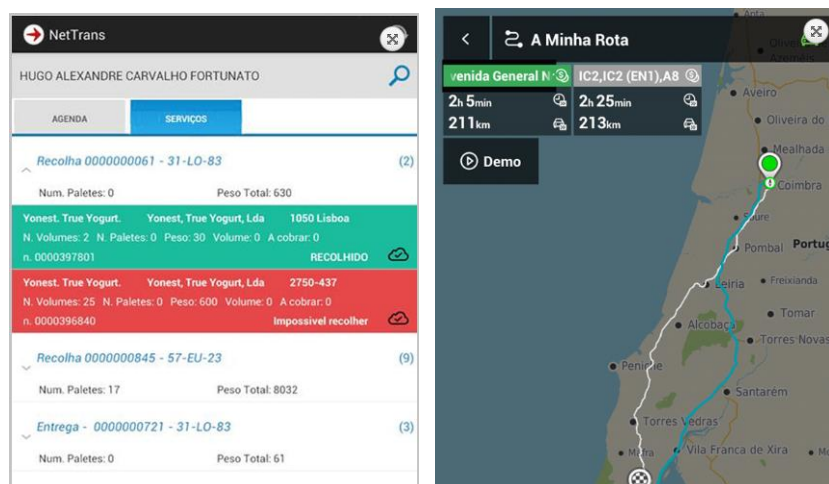 NetTrans
HUGO ALEXANDRE CARVALHO FORTUNATO
AGENDA SERVIÇOS
Recolha 0000000061 - 31-LO-83 (2)
Num. Paletes: 0 Peso Total: 630
Yonest. True Yogurt. Yonest, True Yogurt, Lda 1050 Lisboa
N. Volumes: 2 N. Paletes: 0 Peso: 30 Volume: 0 A cobrar: 0
n. 0000397801 RECOLHIDO
Yonest. True Yogurt. Yonest, True Yogurt, Lda 2750-437
N. Volumes: 25 N. Paletes: 0 Peso: 600 Volume: 0 A cobrar: 0
n. 0000396840 Impossivel recolher
Recolha 0000000845 - 57-EU-23 (9)
Num. Paletes: 17 Peso Total: 8032
Entrega - 0000000721 - 31-LO-83 (3)
Num. Paletes: 0 Peso Total: 61
A Minha Rota
venida General N IC2,IC2 (EN1),A8
2h 5min 2h 25min
211km 213km
Demo
Anta
Azeméis
Aveiro
Oliveira do
Mealhada
Coimbra
Soure
Pombal Portug
Leiria Freixianda
Tomar
Alcobaça
Torres Novas
Peniche
Santarém
Torres Vedras
Mafra Vila Franca de Xira Mo